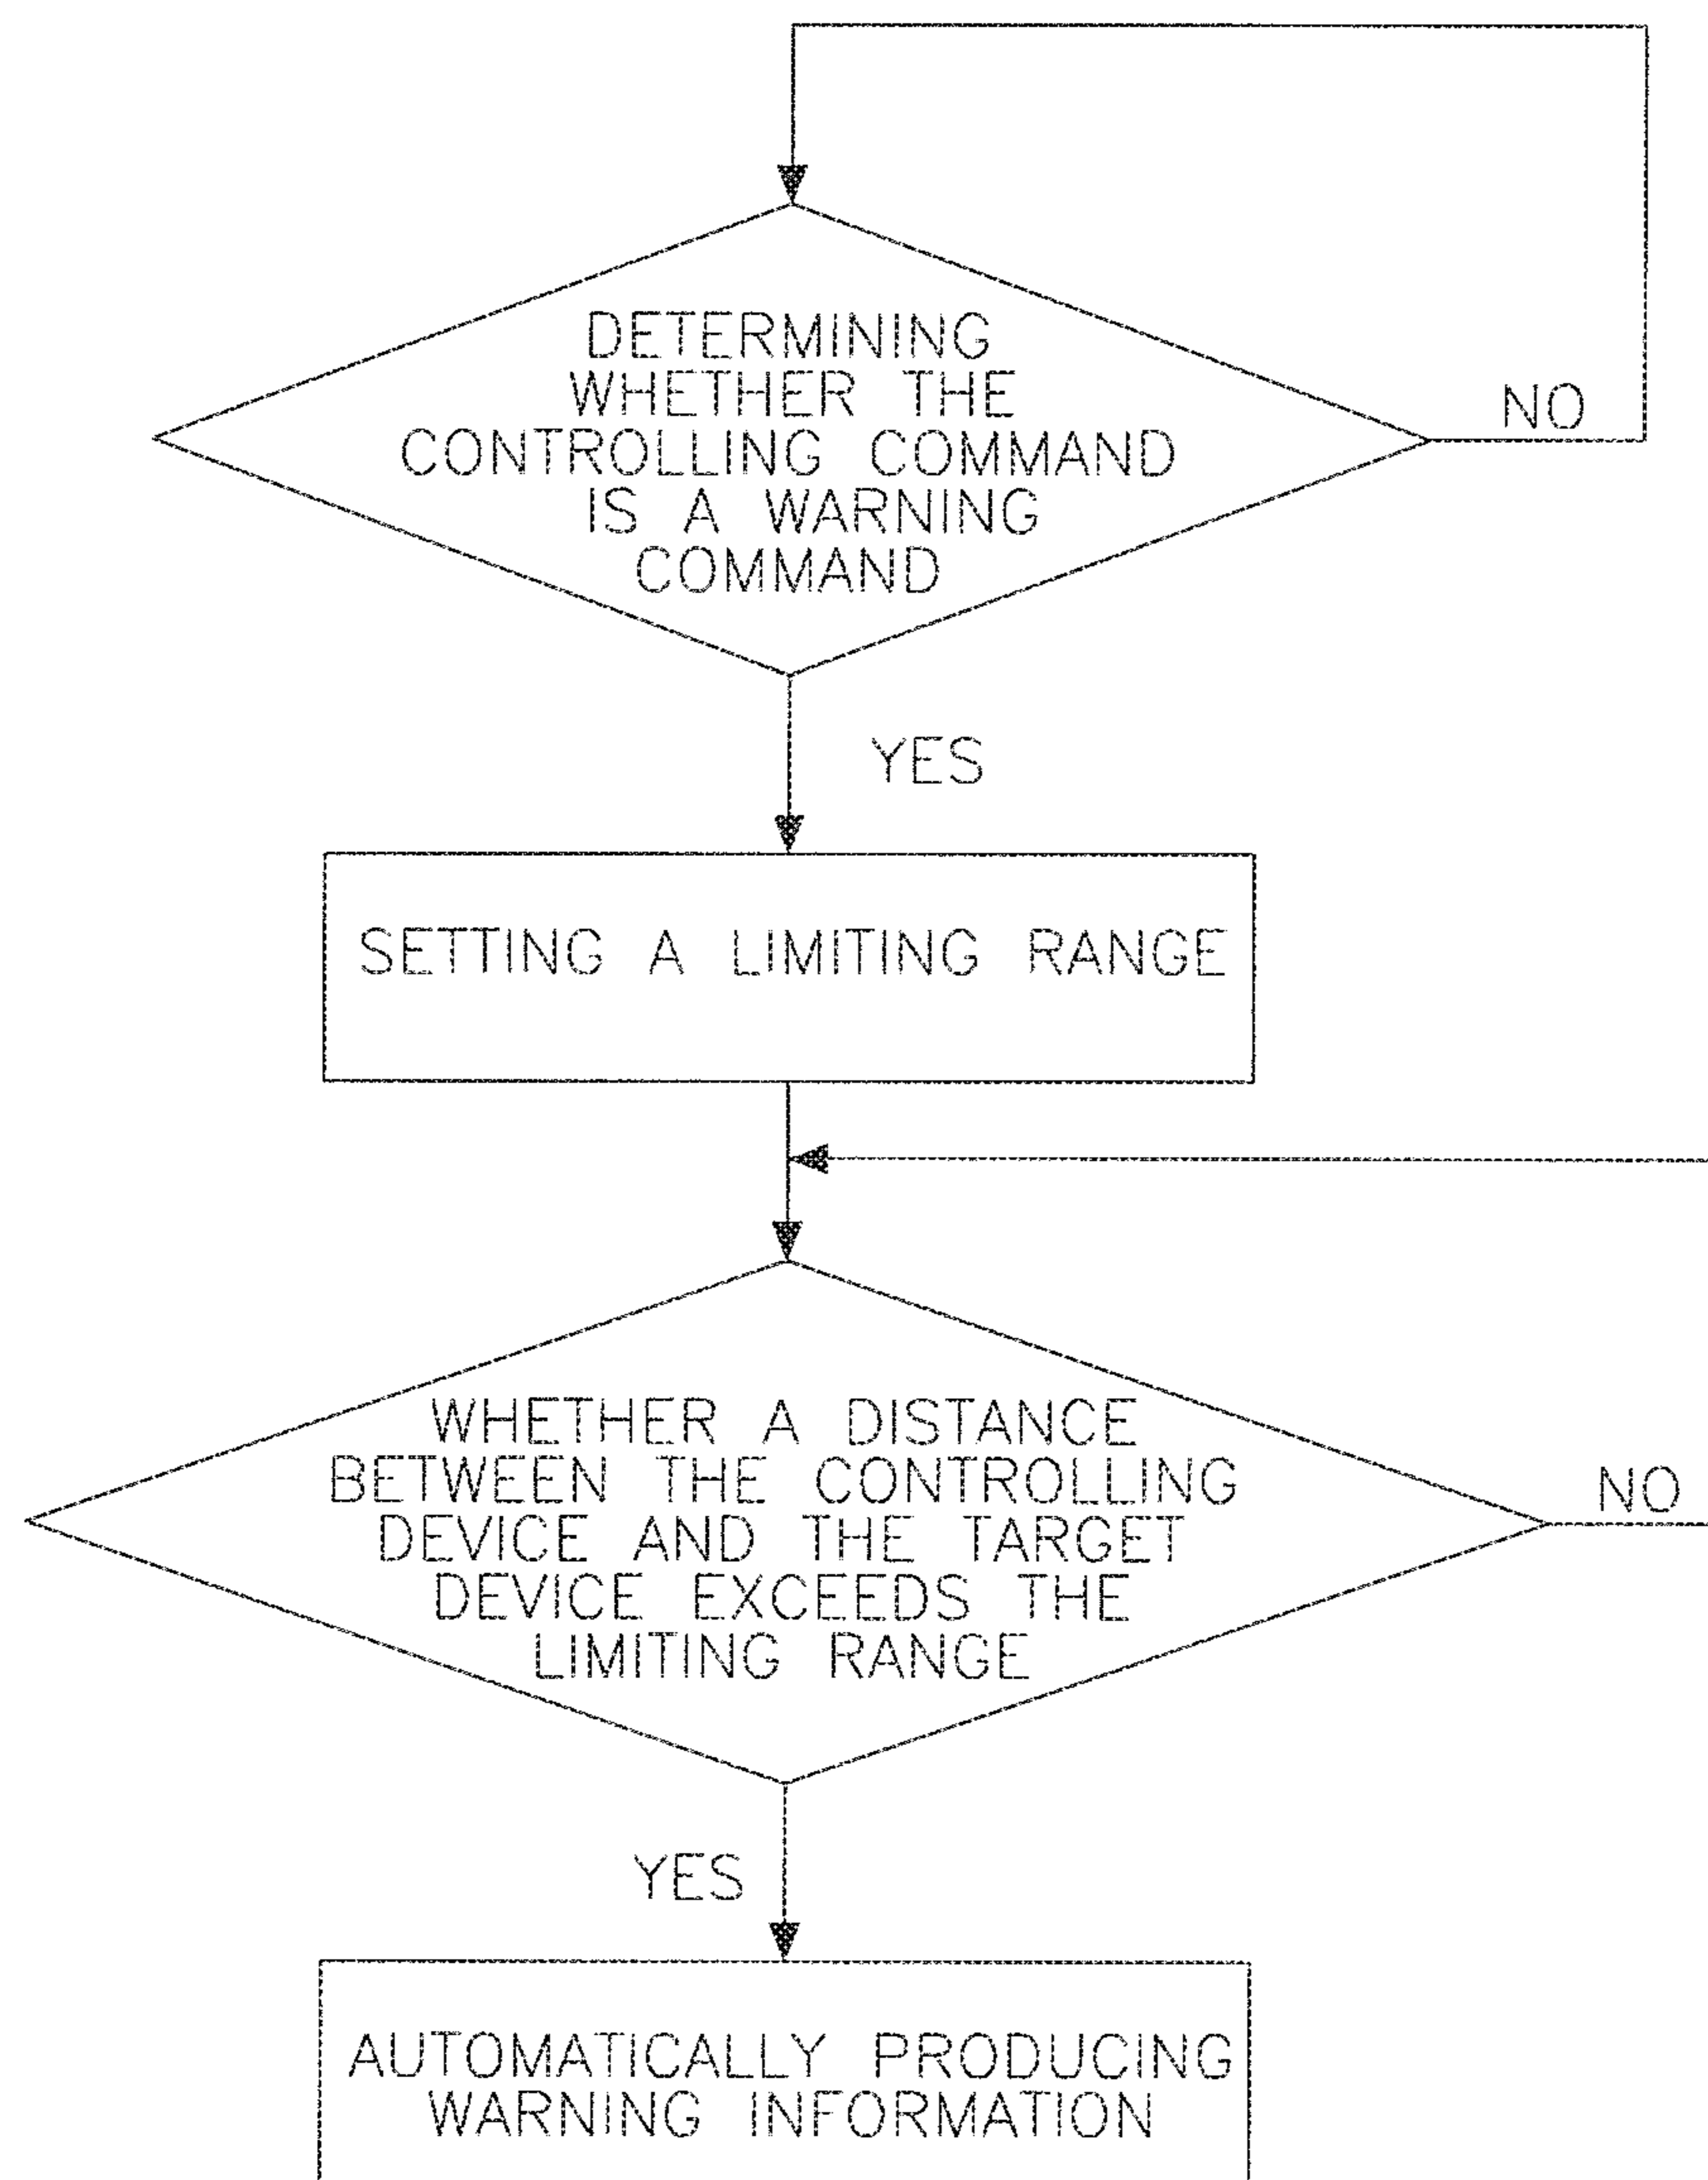 DETERMINING
WHETHER THE
CONTROLLING COMMAND
IS A WARNING
COMMAND
NO
YES
SETTING A LIMITING RANGE
WHETHER A DISTANCE
BETWEEN THE CONTROLLING
DEVICE AND THE TARGET
DEVICE EXCEEDS THE
LIMITING RANGE
NO
YES
AUTOMATICALLY PRODUCING
WARNING INFORMATION